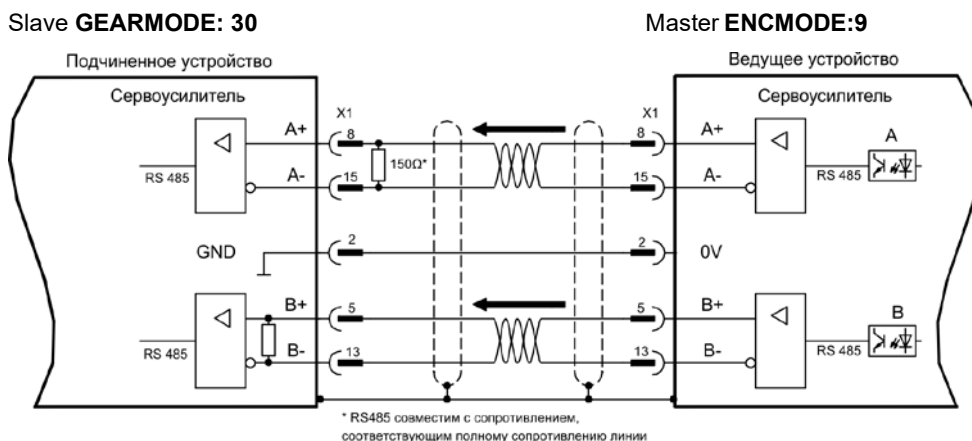 Slave GEARMODE: 30
Master ENCMODE:9
Подчиненное устройство
Ведущее устройство
Сервоусилитель
Сервоусилитель
X1
X1
A+
8
8
A+
A
150Ω*
RS 485
RS 485
A-
15
15
A-
GND
2
2
0V
B+
5
5
B+
B
RS 485
RS 485
B-
13
13
B-
* RS485 совместим с сопротивлением,
соответствующим полному сопротивлению линии